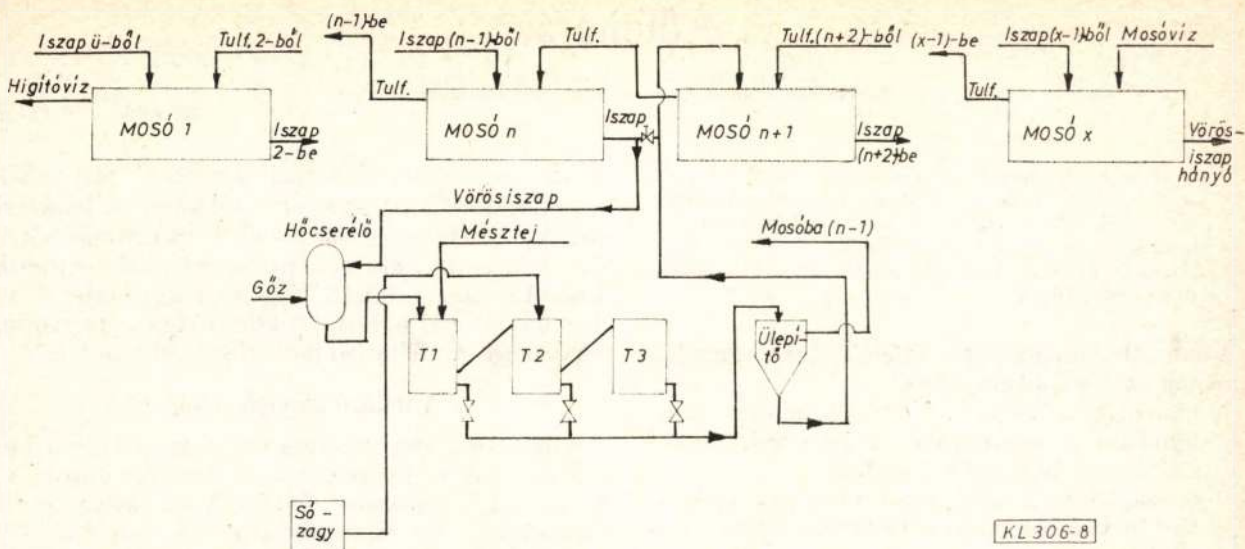 (n-1)-be
Iszap ü-ből
Tulf. 2-ből
Iszap (n-1)-ből
Tulf.
Tulf. (n+2)-ből
(x-1)-be
Iszap (x-1)-ből
Mosóvíz
Hígítóvíz
Tulf.
Tulf.
MOSÓ 1
MOSÓ n
Iszap
MOSÓ n+1
MOSÓ x
Iszap
2-be
Iszap
(n+2)-be
Vörös-
iszap
hányó
Vörösiszap
Hőcserélő
Mésztej
Mosóba (n-1)
Gőz
T1
T2
T3
Ülepí-
tő
Só-
zagy
KL 306-8